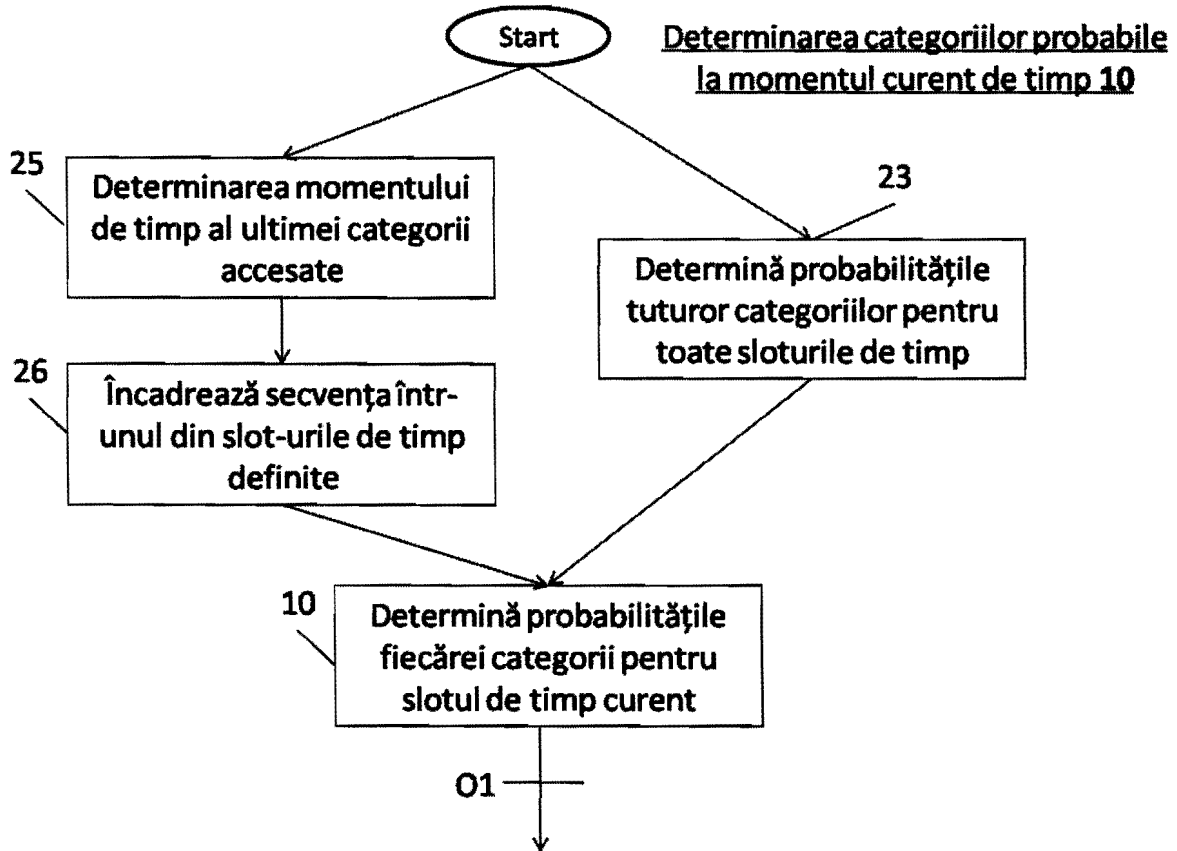 Start
Determinarea categoriilor probabile
la momentul curent de timp 10
25
Determinarea momentului
de timp al ultimei categorii
accesate
23
Determină probabilitățile
tuturor categoriilor pentru
toate sloturile de timp
26
Încadrează secvența într-
unul din slot-urile de timp
definite
10
Determină probabilitățile
fiecărei categorii pentru
slotul de timp curent
O1